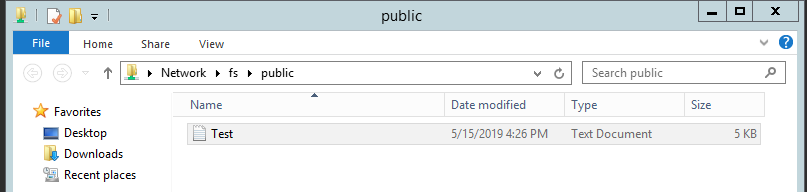 public
File Home Share View
Network fs public Search public
Favorites
Desktop
Downloads
Recent places
Name Date modified Type Size
Test 5/15/2019 4:26 PM Text Document 5 KB